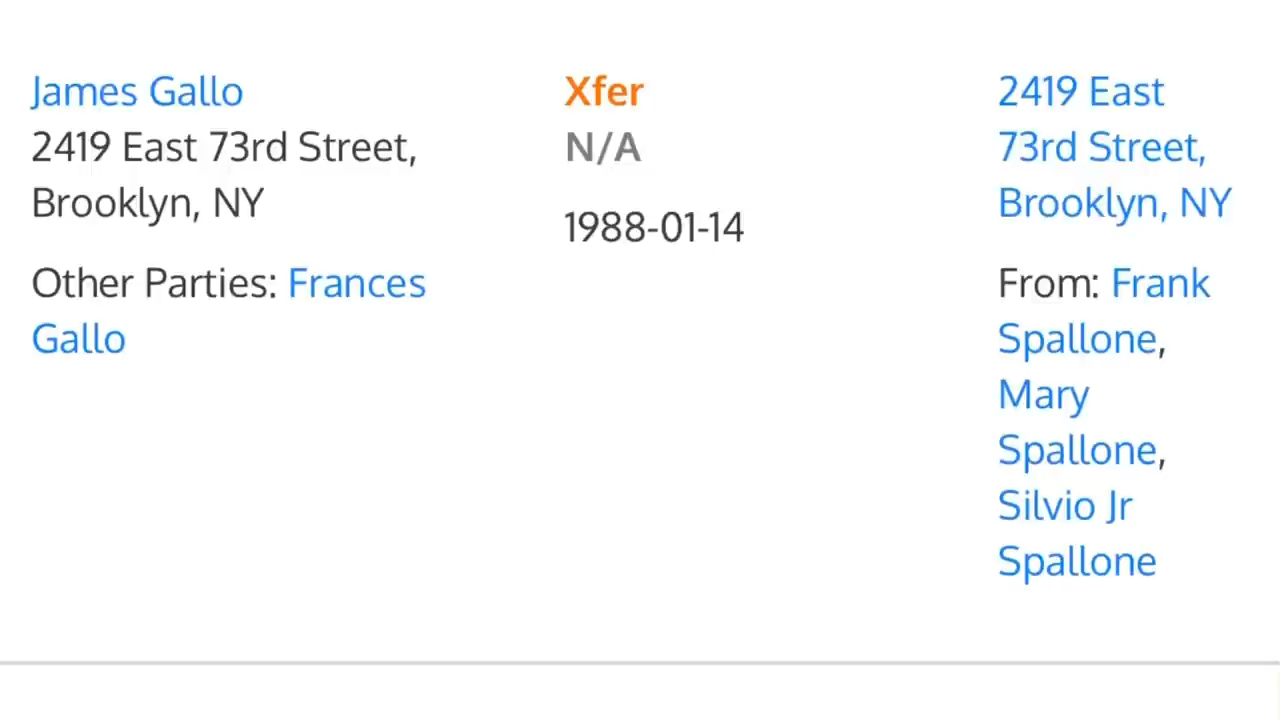 James Gallo
2419 East 73rd Street,
Brooklyn, NY
Other Parties: Frances
Gallo
Xfer
N/A
1988-01-14
2419 East
73rd Street,
Brooklyn, NY
From: Frank
Spallone,
Mary
Spallone,
Silvio Jr
Spallone